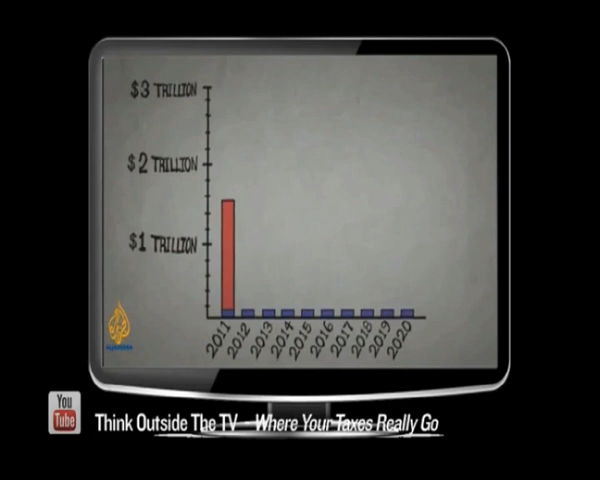 $3 TRILLION
$2 TRILLION
$1 TRILLION
2011
2012
2013
2014
2015
2016
2017
2018
2019
2020
ALJAZEERA
You
Tube
Think Outside The TV - Where Your Taxes Really Go